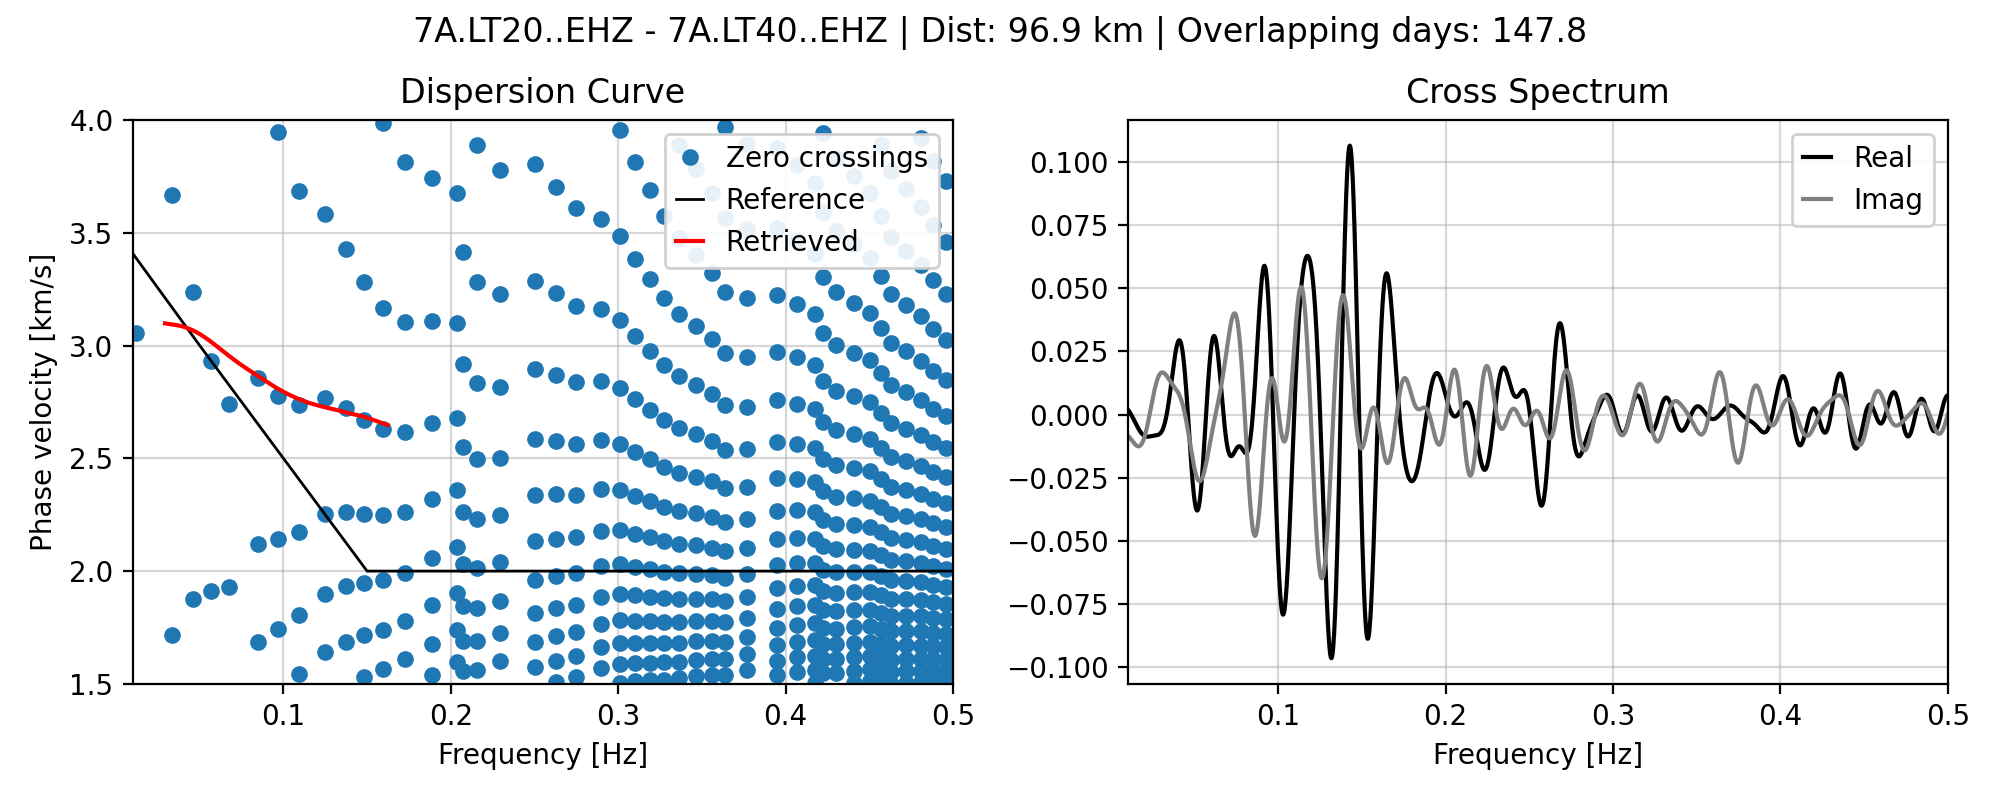 7A.LT20..EHZ - 7A.LT40..EHZ | Dist: 96.9 km | Overlapping days: 147.8
Dispersion Curve
4.0
3.5
3.0
2.5
2.0
1.5
Phase velocity [km/s]
Zero crossings
Reference
Retrieved
0.1 0.2 0.3 0.4 0.5
Frequency [Hz]
Cross Spectrum
0.100
0.075
0.050
0.025
0.000
−0.025
−0.050
−0.075
−0.100
Real
Imag
0.1 0.2 0.3 0.4 0.5
Frequency [Hz]